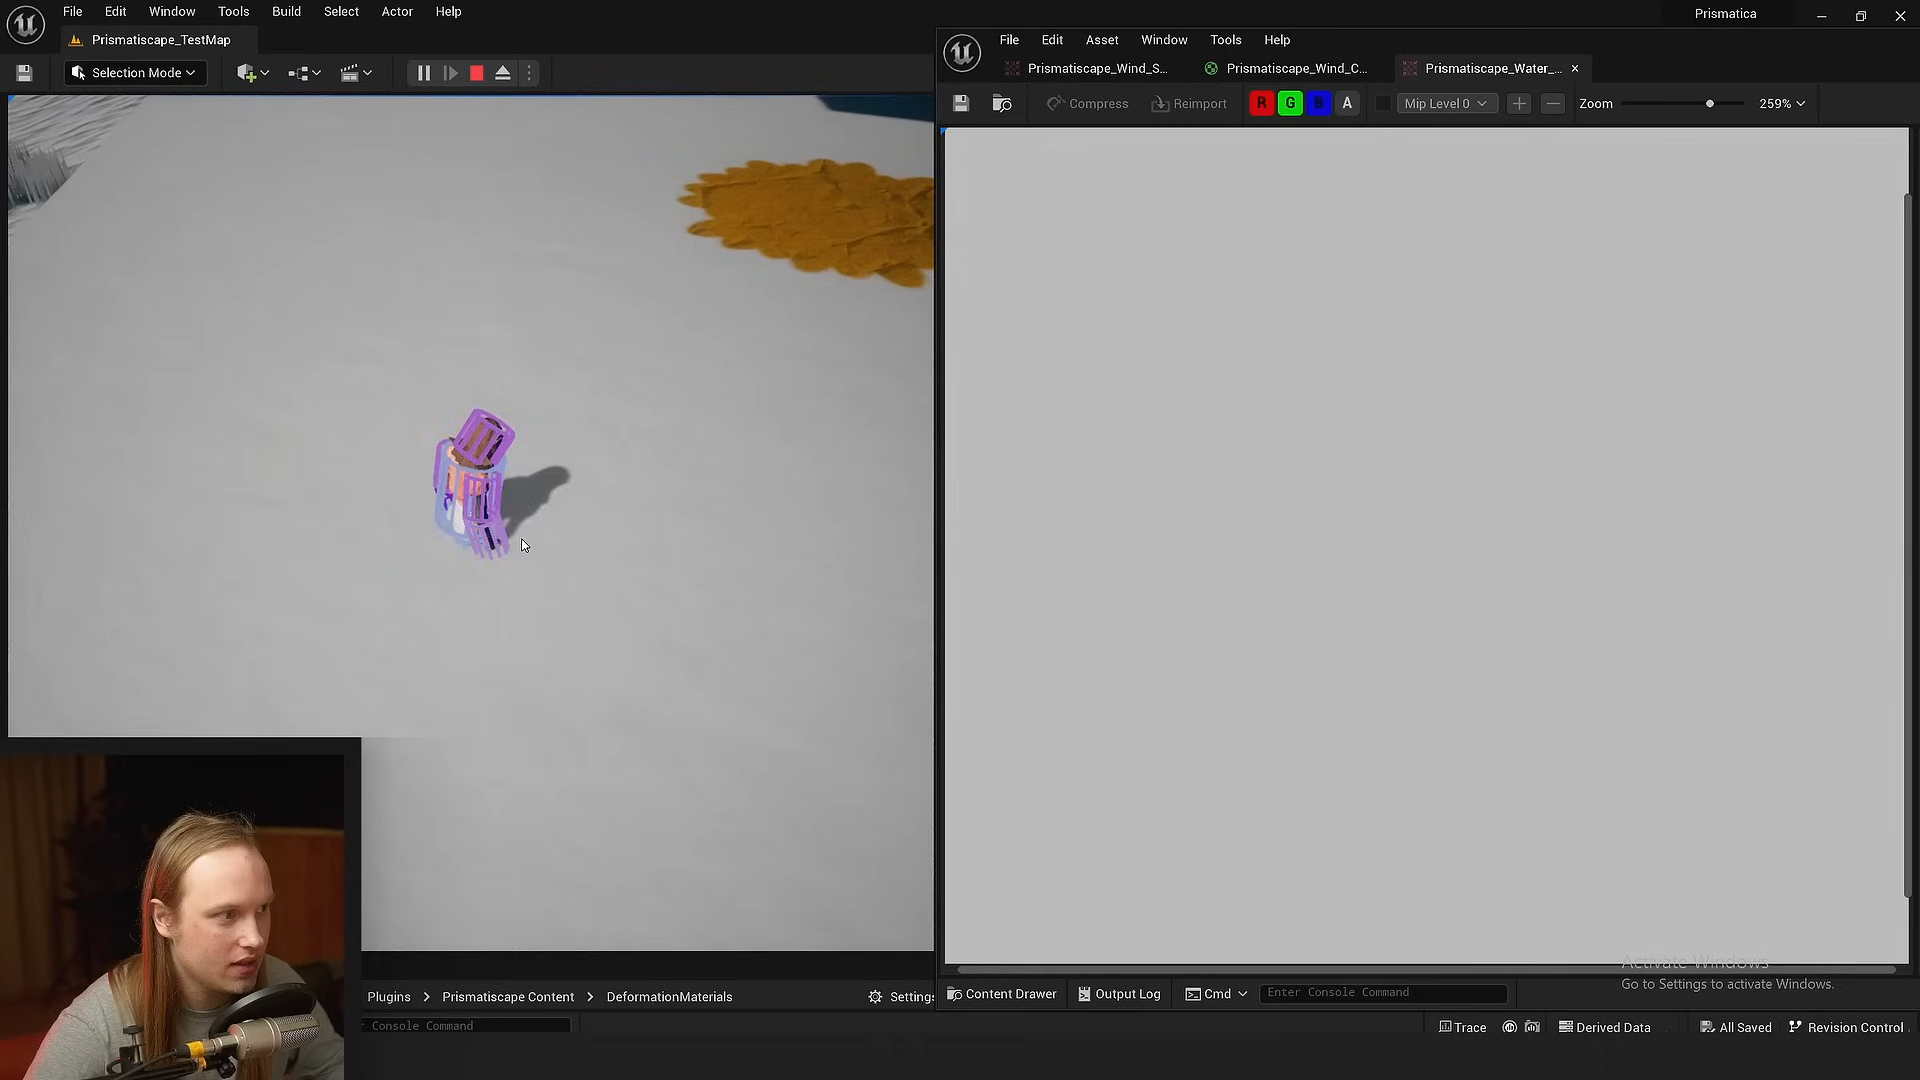 File Edit Window Tools Build Select Actor Help
Prismatica
Prismatiscape_TestMap
File Edit Asset Window Tools Help
Prismatiscape_Wind_S... Prismatiscape_Wind_C... Prismatiscape_Water_...
Selection Mode
Compress Reimport R G B A Mip Level 0 Zoom 259%
Activate Windows
Go to Settings to activate Windows.
Plugins > Prismatiscape Content > DeformationMaterials Settings
Content Drawer Output Log Cmd Enter Console Command
Console Command
Trace Derived Data All Saved Revision Control